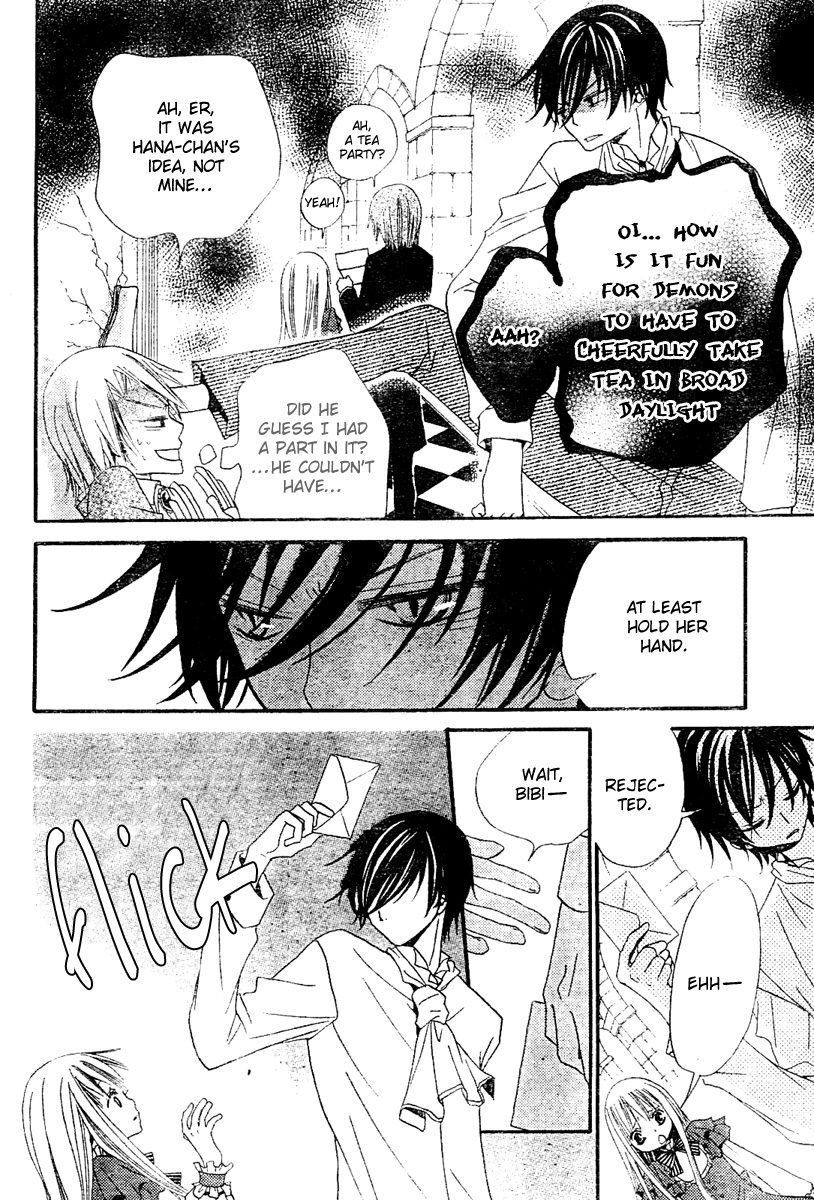 OI... HOW
IS IT FUN
FOR DEMONS
TO HAVE TO
CHEERFULLY TAKE
TEA IN BROAD
DAYLIGHT
AAH?
AH,
A TEA
PARTY?
YEAH!
AH, ER,
IT WAS
HANA-CHAN'S
IDEA, NOT
MINE...
DID HE
GUESS I HAD
A PART IN IT?
...HE COULDN'T
HAVE...
AT LEAST
HOLD HER
HAND.
REJEC-
TED.
EHH—
WAIT,
BIBI—
flick